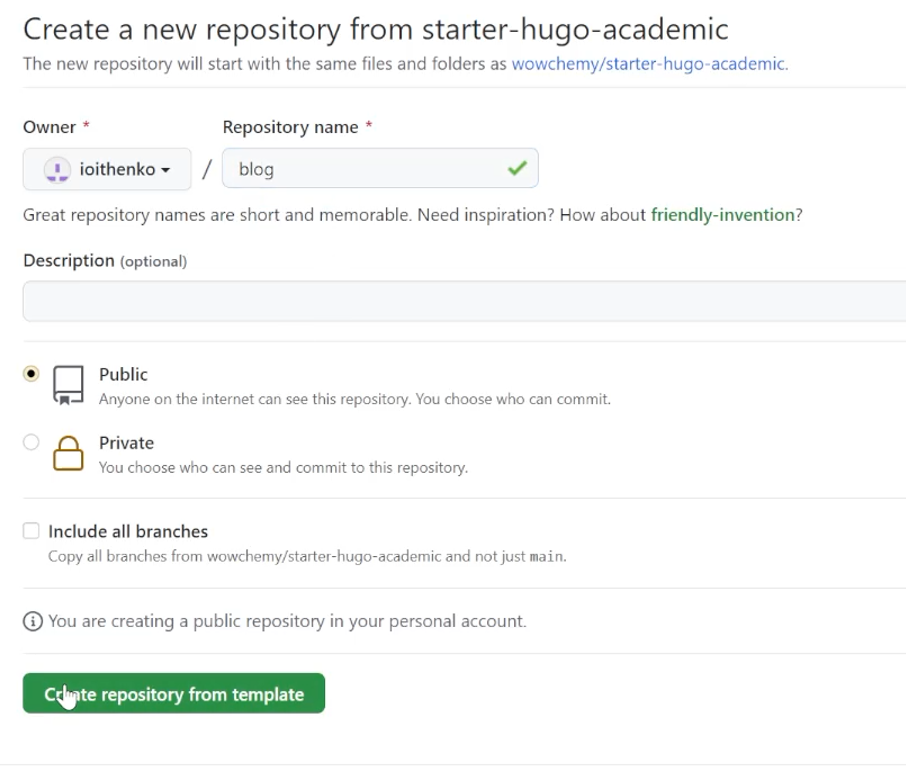 Create a new repository from starter-hugo-academic
The new repository will start with the same files and folders as wowchemy/starter-hugo-academic.
Owner * Repository name *
ioithenko / blog
Great repository names are short and memorable. Need inspiration? How about friendly-invention?
Description (optional)
Public
Anyone on the internet can see this repository. You choose who can commit.
Private
You choose who can see and commit to this repository.
Include all branches
Copy all branches from wowchemy/starter-hugo-academic and not just main.
You are creating a public repository in your personal account.
Create repository from template